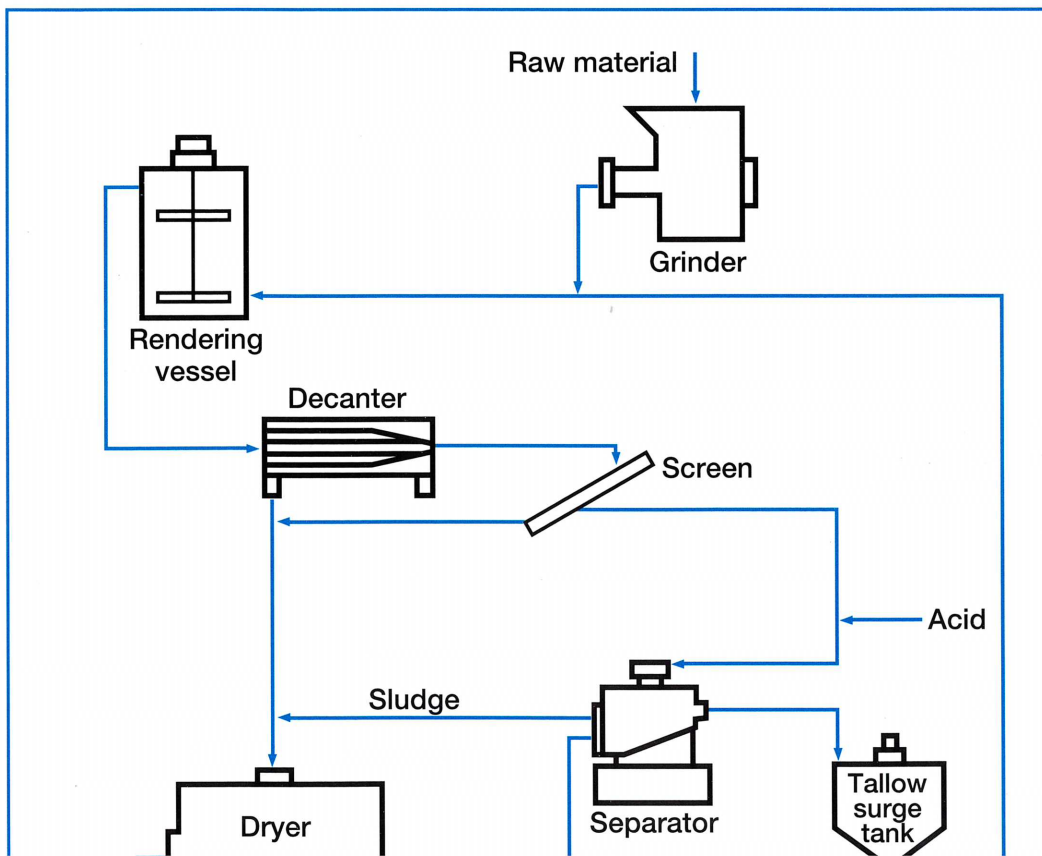 Raw material
Grinder
Rendering
vessel
Decanter
Screen
Acid
Sludge
Separator
Tallow
surge
tank
Dryer